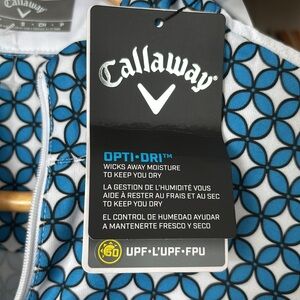 Callaway
OPTI•DRI™
WICKS AWAY MOISTURE
TO KEEP YOU DRY
LA GESTION DE L'HUMIDITÉ VOUS
AIDE À RESTER AU FRAIS ET AU SEC
TO KEEP YOU DRY
EL CONTROL DE HUMEDAD AYUDAR
A MANTENERTE FRESCO Y SECO
50 UPF•L'UPF•FPU
Callaway